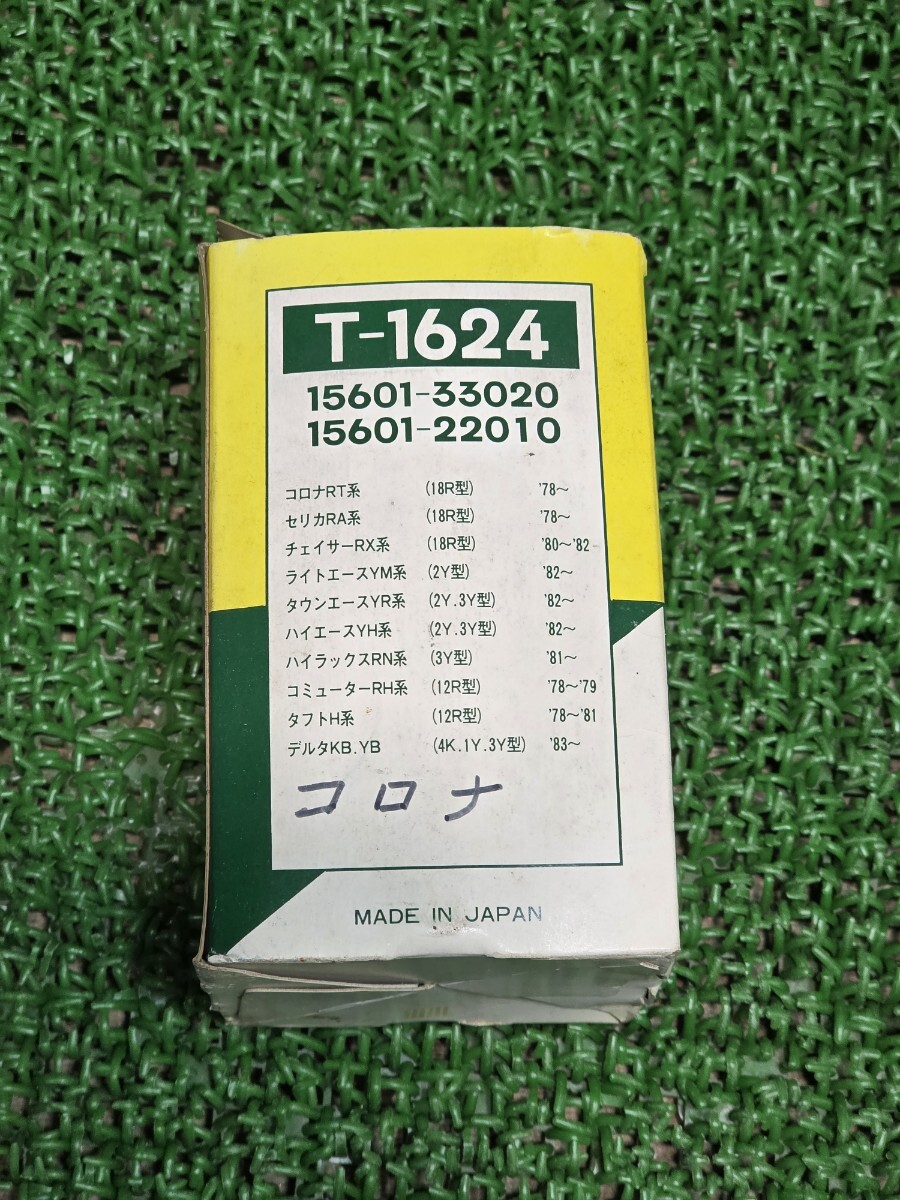 T-1624
15601-33020
15601-22010
コロナRT系 (18R型) '78～
セリカRA系 (18R型) '78～
チェイサーRX系 (18R型) '80～'82
ライトエースYM系 (2Y型) '82～
タウンエースYR系 (2Y.3Y型) '82～
ハイエースYH系 (2Y.3Y型) '82～
ハイラックスRN系 (3Y型) '81～
コミューターRH系 (12R型) '78～'79
タフトH系 (12R型) '78～'81
デルタKB.YB (4K.1Y.3Y型) '83～
コロナ
MADE IN JAPAN